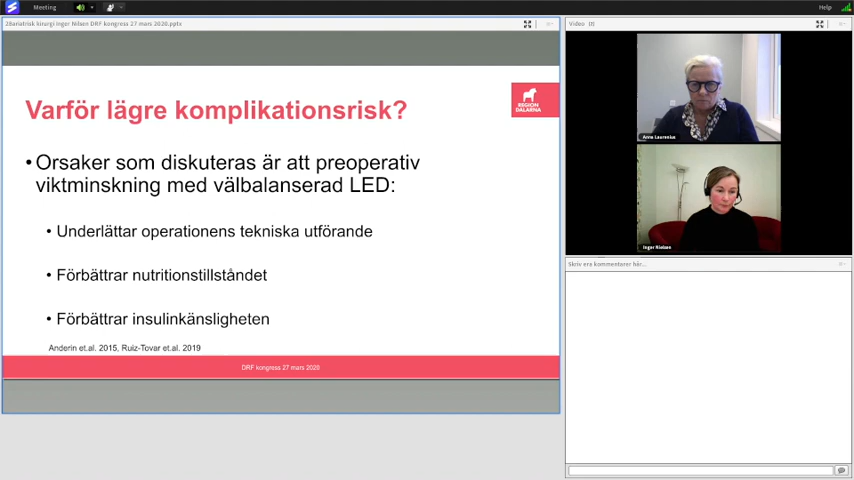 Meeting
Help
2Bariatrisk kirurgi Inger Nilsen DRF kongress 27 mars 2020.pptx
Varför lägre komplikationsrisk?
REGION
DALARNA
• Orsaker som diskuteras är att preoperativ
viktminskning med välbalanserad LED:
• Underlättar operationens tekniska utförande
• Förbättrar nutritionstillståndet
• Förbättrar insulinkänsligheten
Anderin et.al. 2015, Ruiz-Tovar et.al. 2019
DRF kongress 27 mars 2020
Video
Anna Laurenius
Inger Nielsen
Skriv era kommentarer här...